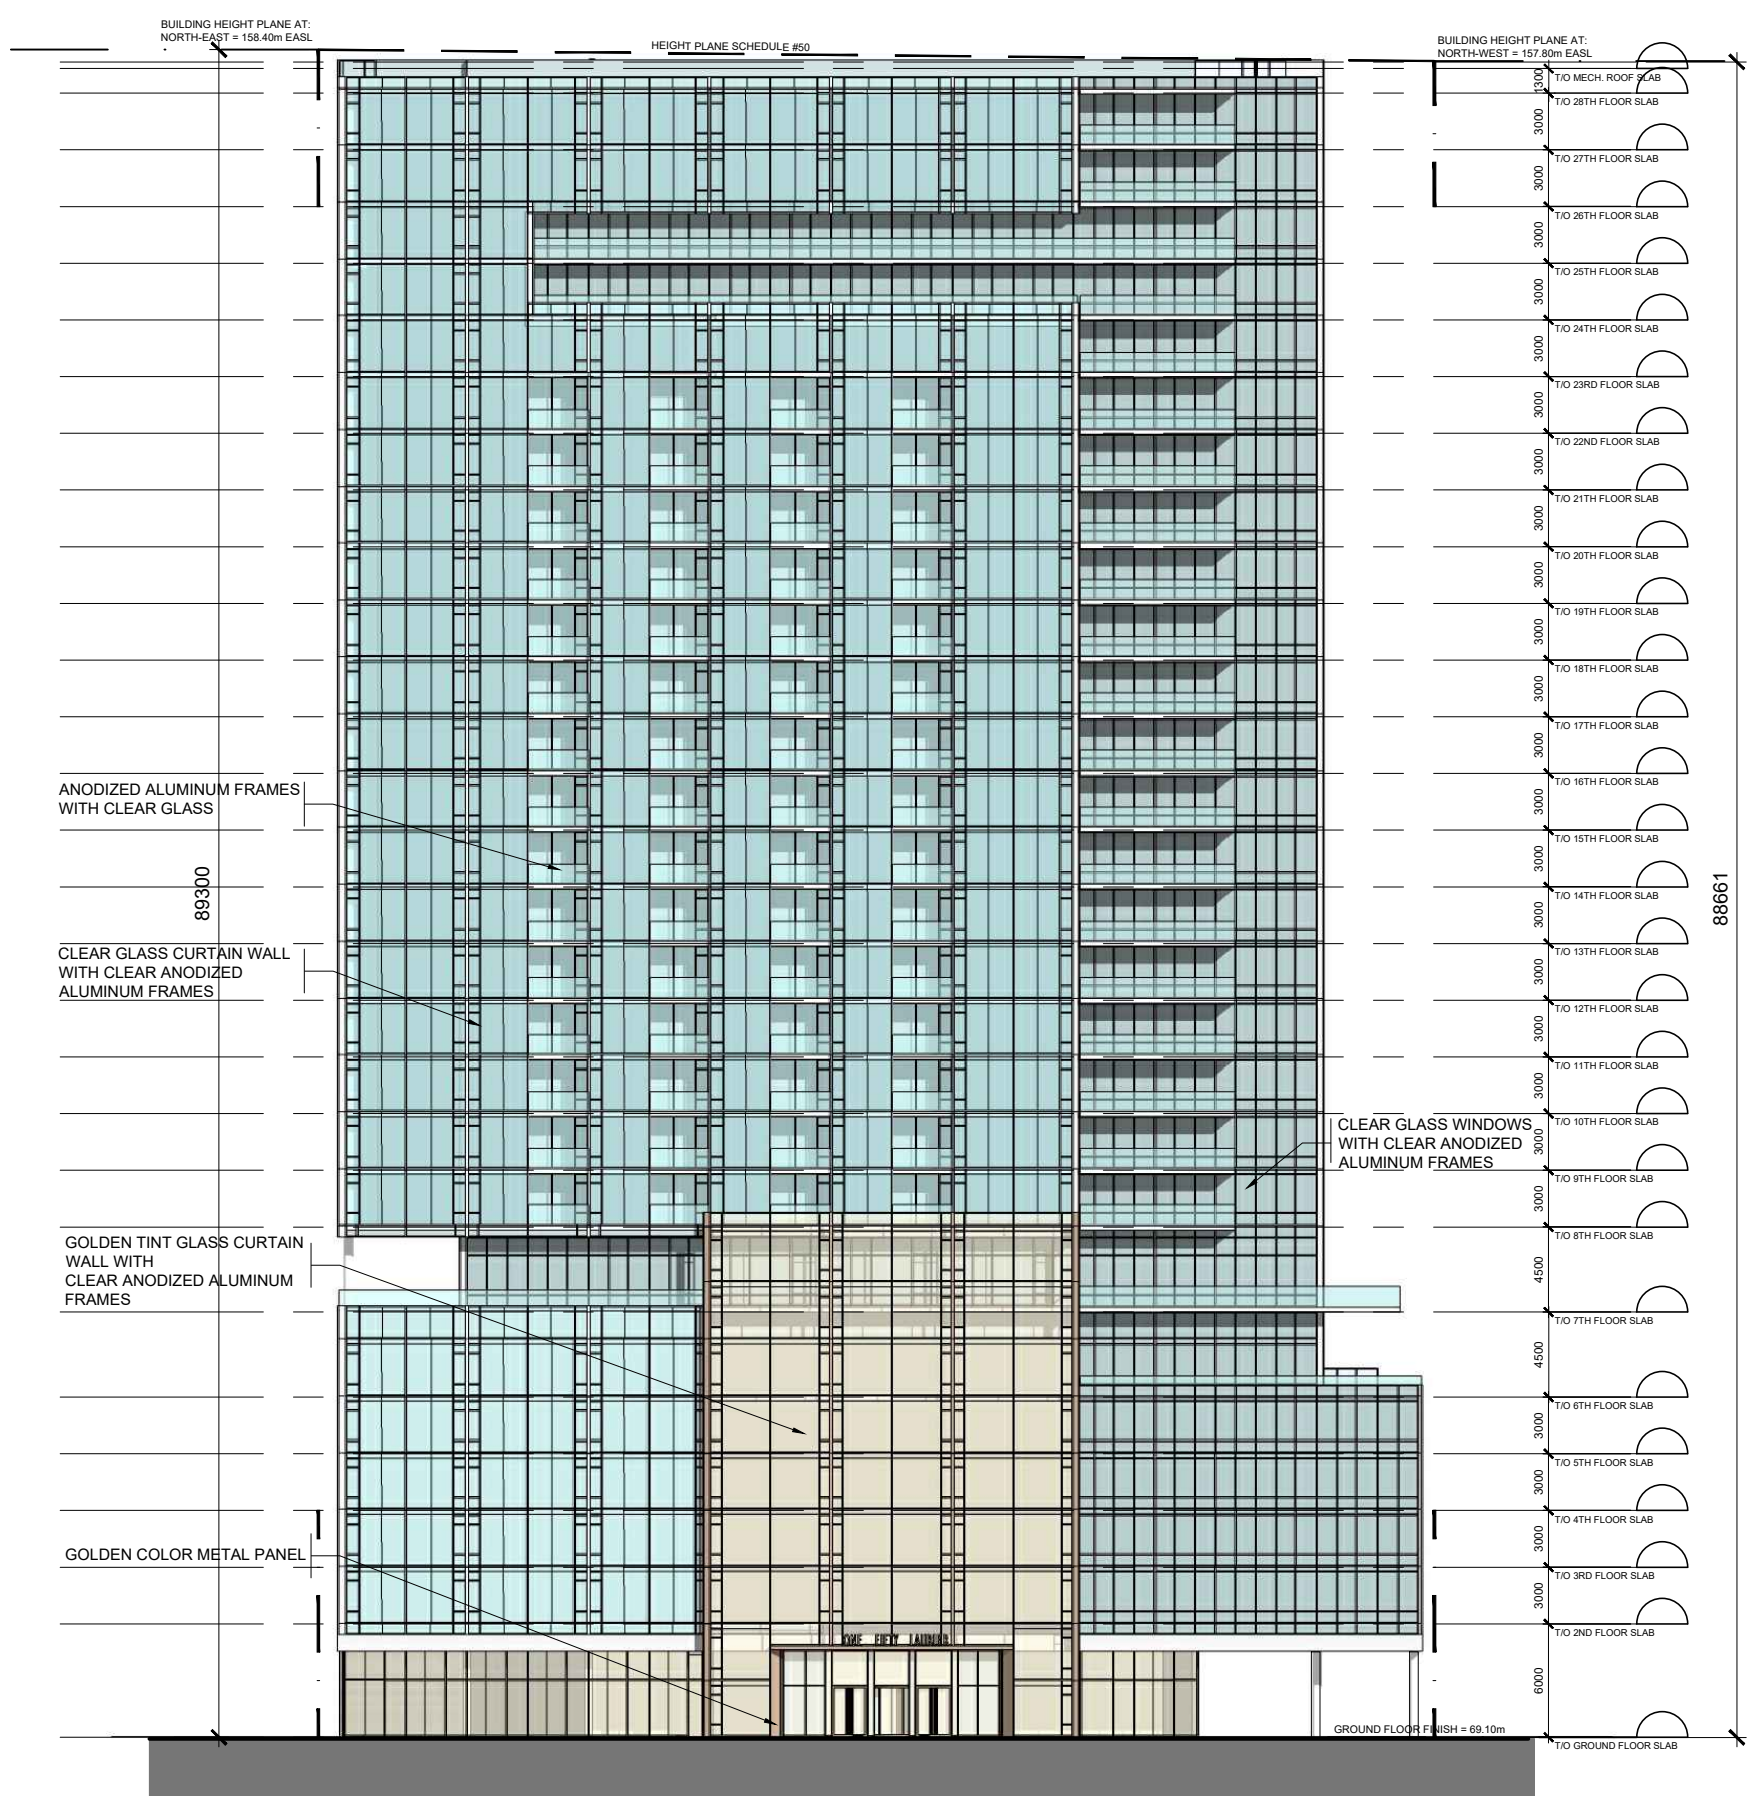 BUILDING HEIGHT PLANE AT:
NORTH-EAST = 158.40m EASL
HEIGHT PLANE SCHEDULE #50
BUILDING HEIGHT PLANE AT:
NORTH-WEST = 157.80m EASL
T/O MECH. ROOF SLAB
1300
T/O 28TH FLOOR SLAB
3000
T/O 27TH FLOOR SLAB
3000
T/O 26TH FLOOR SLAB
3000
T/O 25TH FLOOR SLAB
3000
T/O 24TH FLOOR SLAB
3000
T/O 23RD FLOOR SLAB
3000
T/O 22ND FLOOR SLAB
3000
T/O 21TH FLOOR SLAB
3000
T/O 20TH FLOOR SLAB
3000
T/O 19TH FLOOR SLAB
3000
T/O 18TH FLOOR SLAB
3000
T/O 17TH FLOOR SLAB
3000
T/O 16TH FLOOR SLAB
3000
T/O 15TH FLOOR SLAB
3000
T/O 14TH FLOOR SLAB
3000
T/O 13TH FLOOR SLAB
3000
T/O 12TH FLOOR SLAB
3000
T/O 11TH FLOOR SLAB
3000
T/O 10TH FLOOR SLAB
3000
T/O 9TH FLOOR SLAB
3000
T/O 8TH FLOOR SLAB
4500
T/O 7TH FLOOR SLAB
4500
T/O 6TH FLOOR SLAB
3000
T/O 5TH FLOOR SLAB
3000
T/O 4TH FLOOR SLAB
3000
T/O 3RD FLOOR SLAB
3000
T/O 2ND FLOOR SLAB
6000
T/O GROUND FLOOR SLAB
GROUND FLOOR FINISH = 69.10m
88661
89300
ANODIZED ALUMINUM FRAMES
WITH CLEAR GLASS
CLEAR GLASS CURTAIN WALL
WITH CLEAR ANODIZED
ALUMINUM FRAMES
CLEAR GLASS WINDOWS
WITH CLEAR ANODIZED
ALUMINUM FRAMES
GOLDEN TINT GLASS CURTAIN
WALL WITH
CLEAR ANODIZED ALUMINUM
FRAMES
GOLDEN COLOR METAL PANEL
ONE FIFTY LAURIER